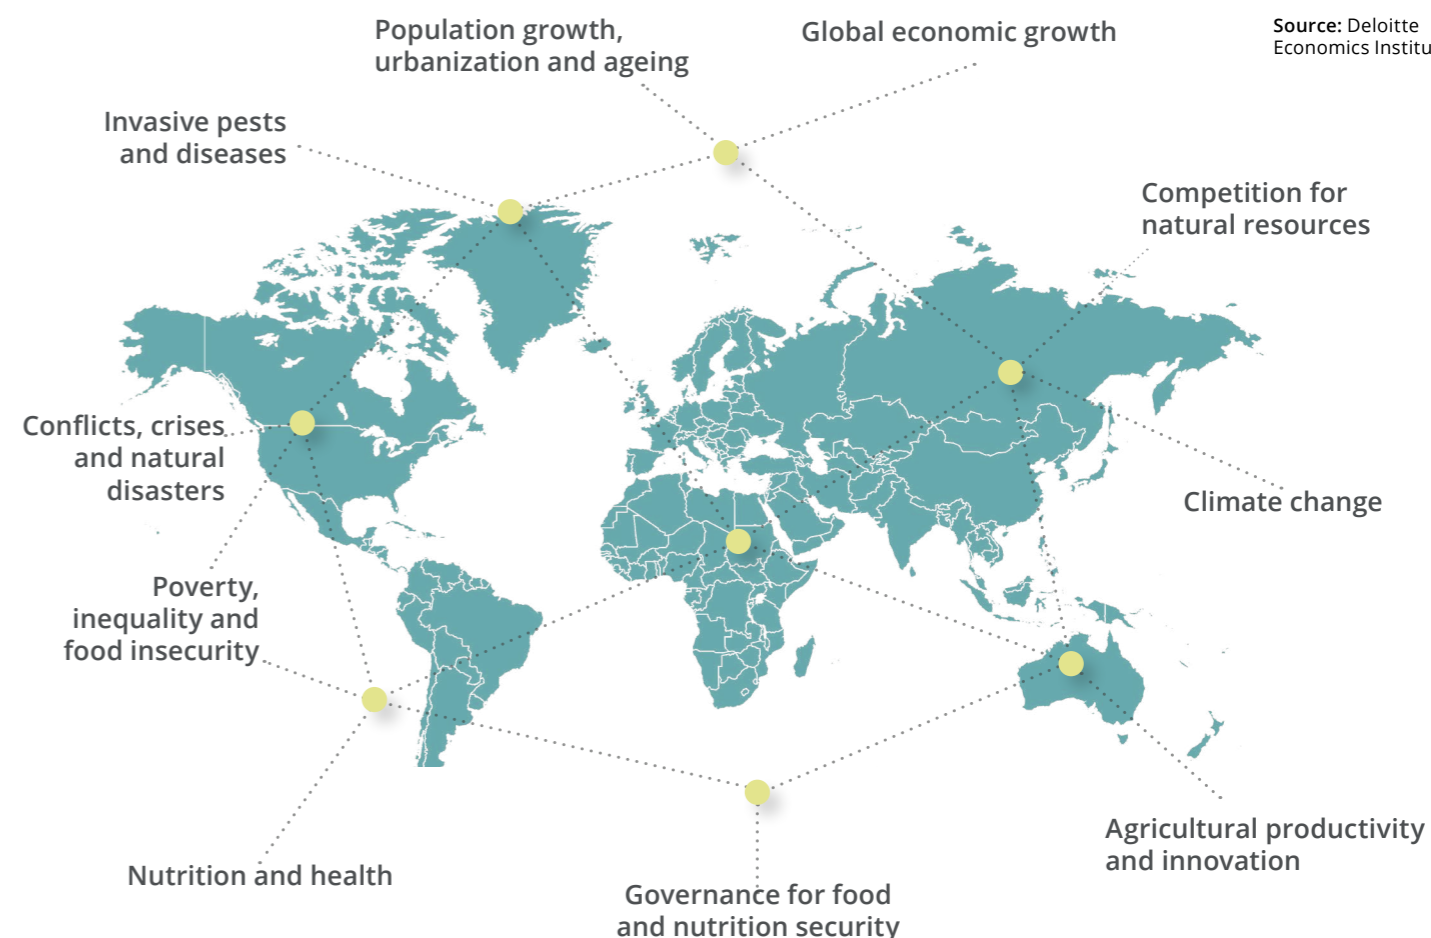 Population growth,
urbanization and ageing
Global economic growth
Source: Deloitte
Economics Institu
Invasive pests
and diseases
Competition for
natural resources
Conflicts, crises
and natural
disasters
Climate change
Poverty,
inequality and
food insecurity
Agricultural productivity
and innovation
Nutrition and health
Governance for food
and nutrition security